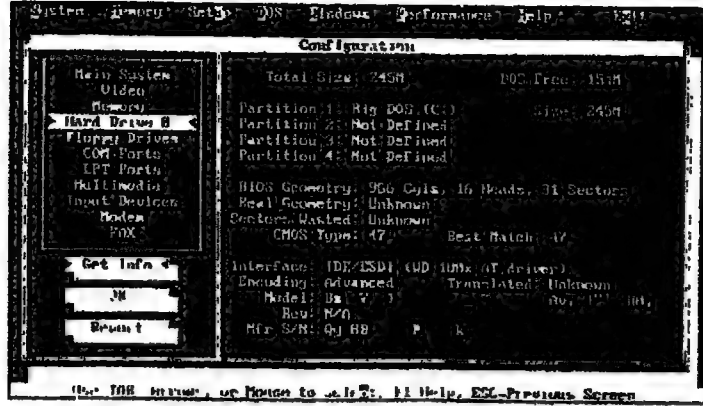 System Memory Setup DOS Windows Performance Help
Configuration
Main System
Video
Memory
Hard Drive 0
Floppy Drives
COM Ports
LPT Ports
Multimedia
Input Devices
Modem
Get Info
Report
Total Size: 245M DOS Free: 151M
Partition 1: Big DOS (C:) Size: 245M
Partition 2: Not Defined
Partition 3: Not Defined
Partition 4: Not Defined
BIOS Geometry: 966 Cyls, 16 Heads, 31 Sectors
Real Geometry: Unknown
Sectors Wasted: Unknown
CMOS Type: 47 Best Match: 47
Interface: IDE/ESDI (WD 100x AT driver)
Encoding: Advanced Translated: Unknown
Model:
Rev: N/A
Mfr S/N:
Use TAB, or Mouse to select, F1 Help, ESC-Previous Screen